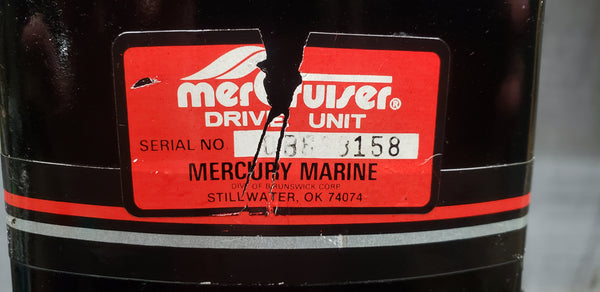 merCruiser®
DRIVE UNIT
SERIAL NO.
MERCURY MARINE
DIV. OF BRUNSWICK CORP.
STILLWATER, OK 74074